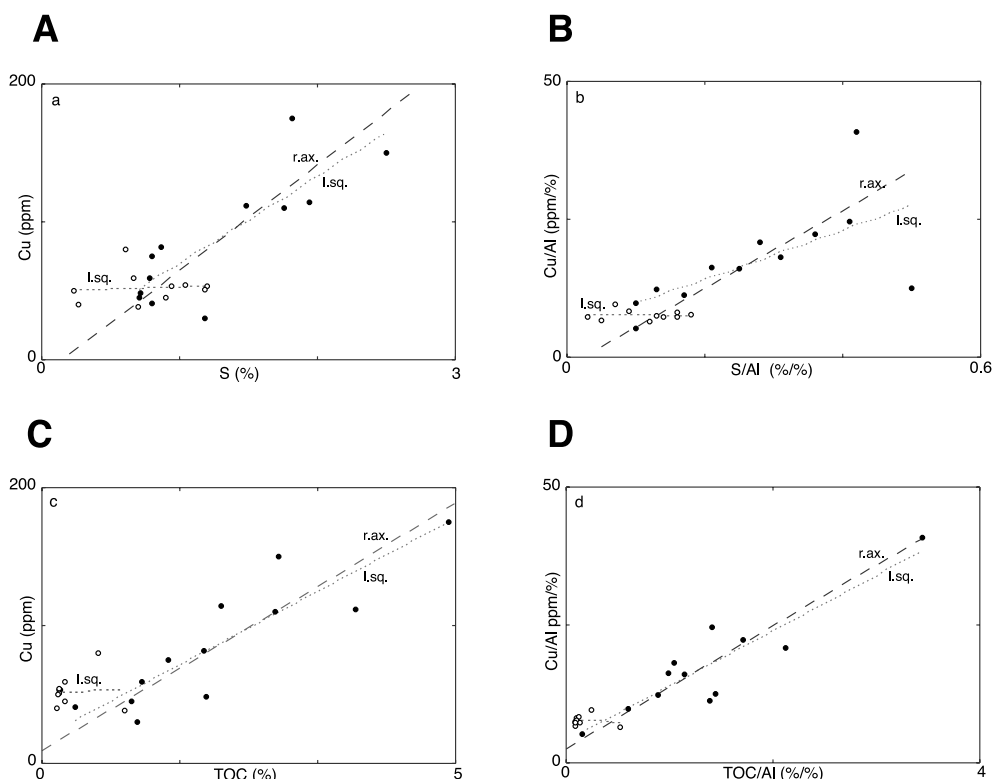 A
B
200
a
r.ax.
l.sq.
l.sq.
Cu (ppm)
0
0
S (%)
3
50
b
r.ax.
l.sq.
l.sq.
Cu/Al (ppm/%)
0
0
S/Al (%/%)
0.6
C
D
200
c
r.ax.
l.sq.
l.sq.
Cu (ppm)
0
0
TOC (%)
5
50
d
r.ax.
l.sq.
Cu/Al ppm/%)
0
0
TOC/Al (%/%)
4